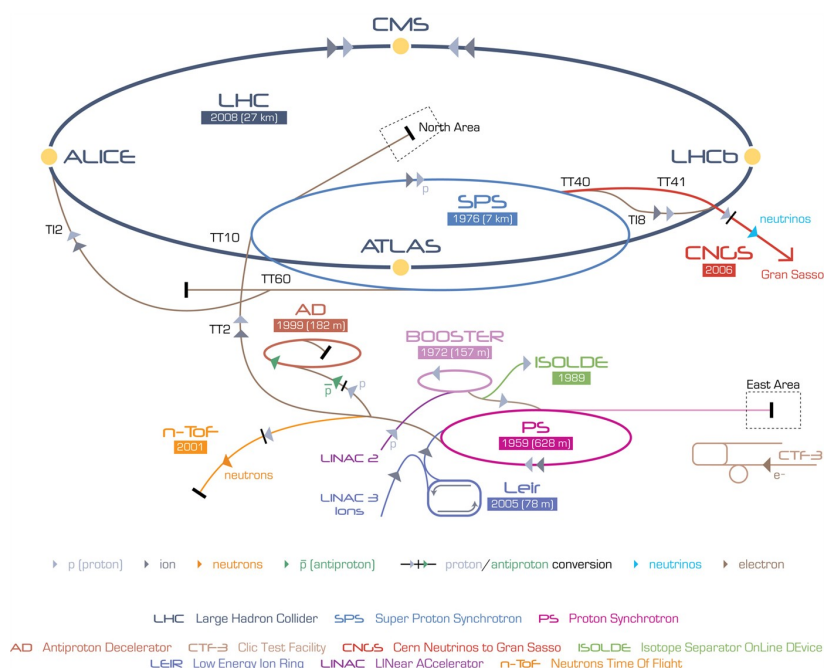 CMS
LHC
2008 (27 km)
North Area
ALICE
LHCb
TT40
TT41
p
SPS
1976 (7 km)
TI8
neutrinos
TI2
TT10
ATLAS
CNGS
2006
Gran Sasso
TT60
AD
1999 (182 m)
TT2
BOOSTER
1972 (157 m)
ISOLDE
1989
p̄
p
East Area
n-ToF
2001
PS
1959 (628 m)
p
LINAC 2
neutrons
CTF-3
e-
LINAC 3
Ions
Leir
2005 (78 m)
p (proton) ion neutrons p̄ (antiproton) proton/antiproton conversion neutrinos electron
LHC Large Hadron Collider SPS Super Proton Synchrotron PS Proton Synchrotron
AD Antiproton Decelerator CTF-3 Clic Test Facility CNGS Cern Neutrinos to Gran Sasso ISOLDE Isotope Separator OnLine DEvice
LEIR Low Energy Ion Ring LINAC LINear ACcelerator n-ToF Neutrons Time Of Flight